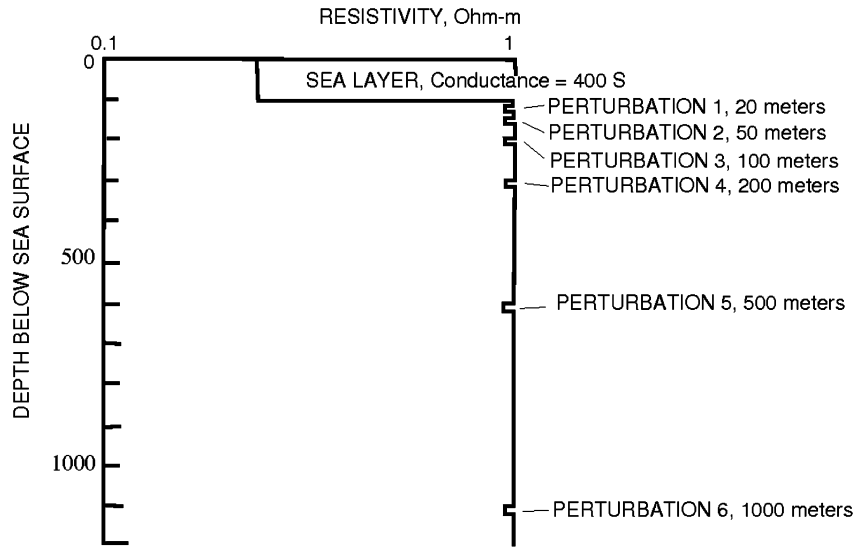 RESISTIVITY, Ohm-m
0.1 1
0
SEA LAYER, Conductance = 400 S
PERTURBATION 1, 20 meters
PERTURBATION 2, 50 meters
PERTURBATION 3, 100 meters
PERTURBATION 4, 200 meters
DEPTH BELOW SEA SURFACE
500
PERTURBATION 5, 500 meters
1000
PERTURBATION 6, 1000 meters